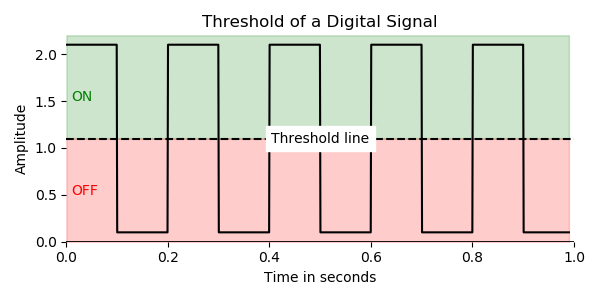 Threshold of a Digital Signal
Amplitude
2.0
1.5
1.0
0.5
0.0
ON
Threshold line
OFF
0.0 0.2 0.4 0.6 0.8 1.0
Time in seconds